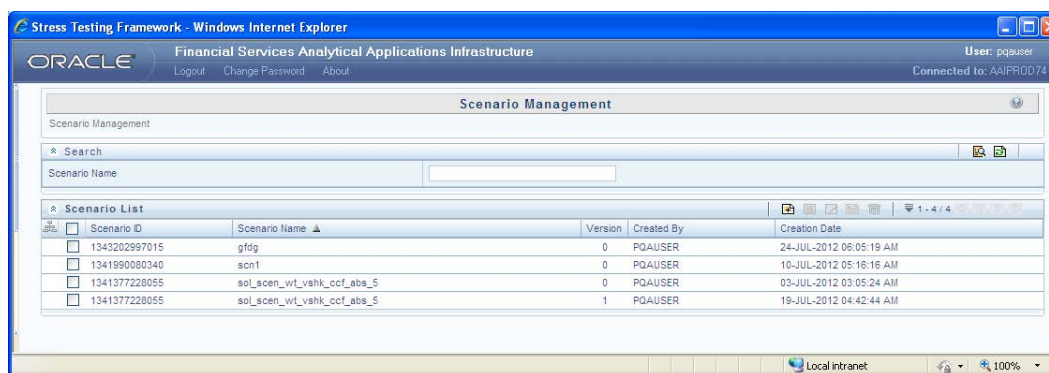 Stress Testing Framework - Windows Internet Explorer
ORACLE Financial Services Analytical Applications Infrastructure User: pqauser
Logout Change Password About Connected to: AAIPROD74
Scenario Management
Scenario Management
Search
Scenario Name
Scenario List 1 - 4 / 4
Scenario ID Scenario Name Version Created By Creation Date
1343202997015 gfdg 0 PQAUSER 24-JUL-2012 06:05:19 AM
1341990080340 scn1 0 PQAUSER 10-JUL-2012 05:16:16 AM
1341377228055 sol_scen_wt_vshk_ccf_abs_5 0 PQAUSER 03-JUL-2012 03:05:24 AM
1341377228055 sol_scen_wt_vshk_ccf_abs_5 1 PQAUSER 19-JUL-2012 04:42:44 AM
Local intranet 100%